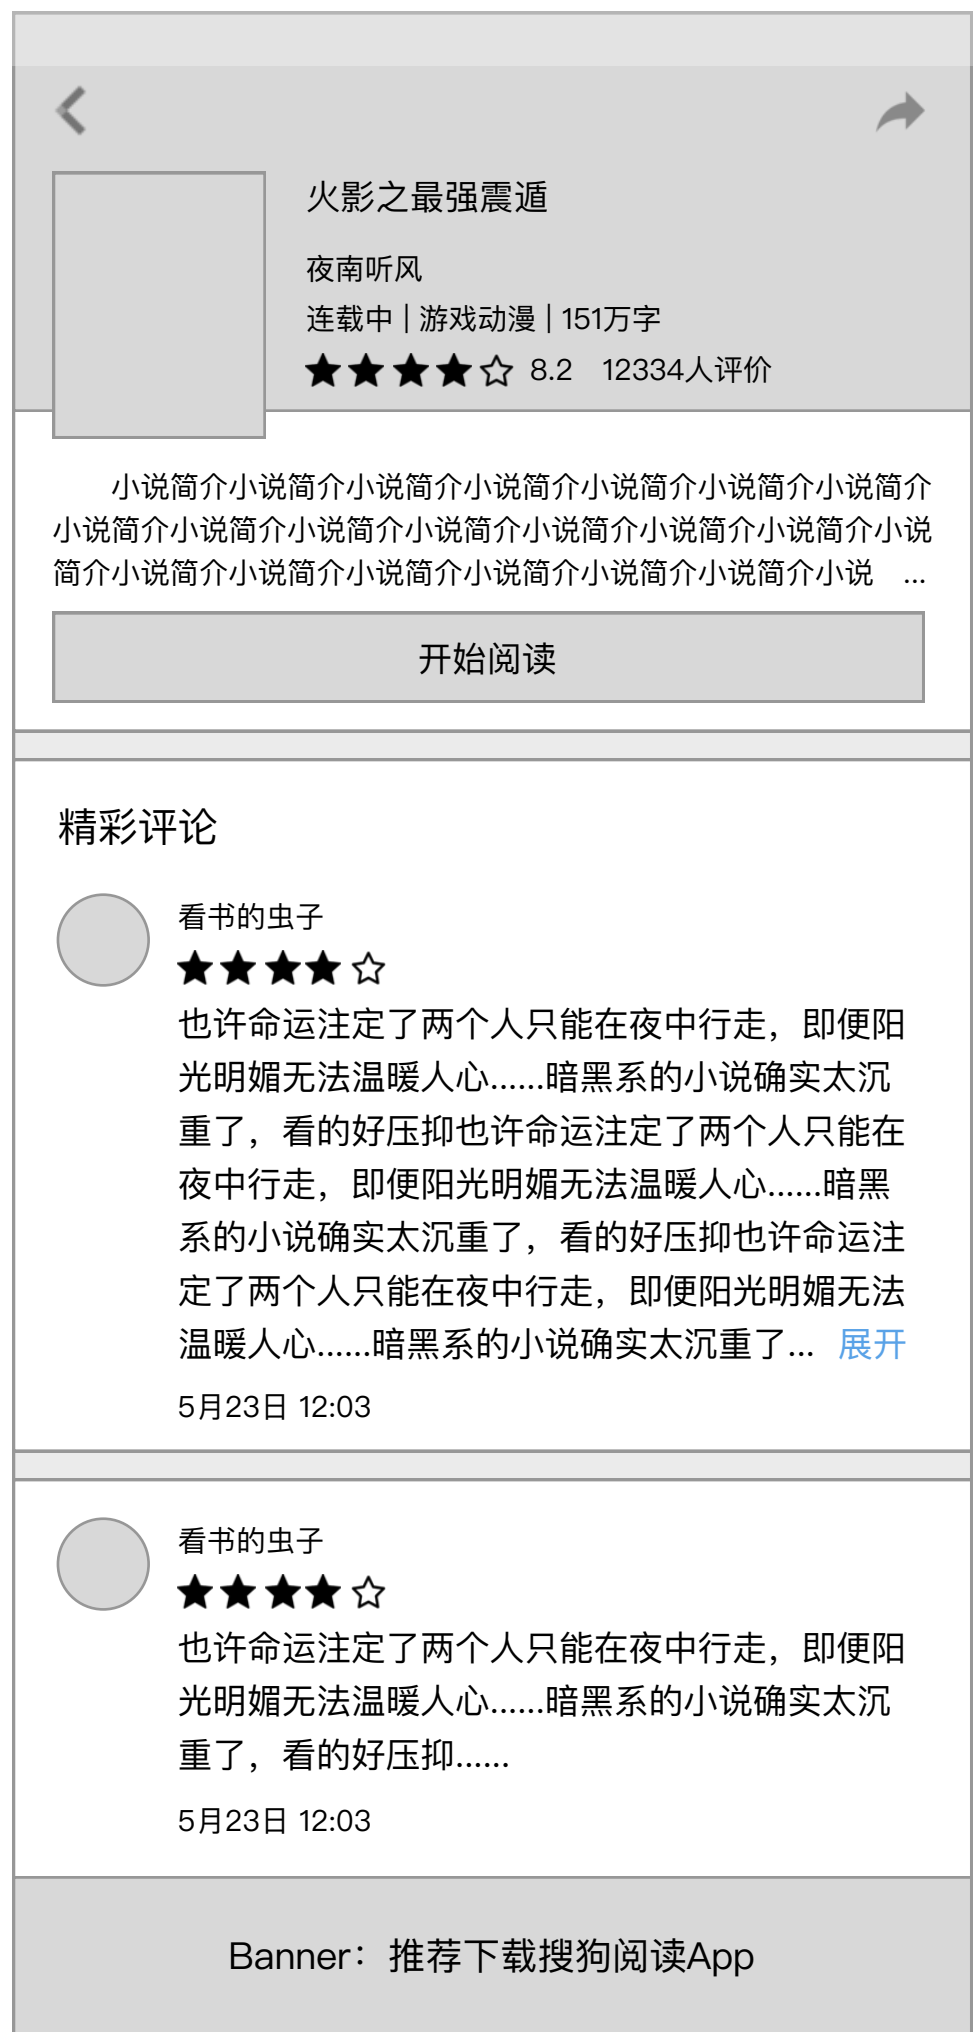 火影之最强震遁
夜南听风
连载中 | 游戏动漫 | 151万字
8.2 12334人评价
小说简介小说简介小说简介小说简介小说简介小说简介小说简介
小说简介小说简介小说简介小说简介小说简介小说简介小说简介小说
简介小说简介小说简介小说简介小说简介小说简介小说简介小说 ...
开始阅读
精彩评论
看书的虫子
也许命运注定了两个人只能在夜中行走，即便阳
光明媚无法温暖人心......暗黑系的小说确实太沉
重了，看的好压抑也许命运注定了两个人只能在
夜中行走，即便阳光明媚无法温暖人心......暗黑
系的小说确实太沉重了，看的好压抑也许命运注
定了两个人只能在夜中行走，即便阳光明媚无法
温暖人心......暗黑系的小说确实太沉重了... 展开
5月23日 12:03
看书的虫子
也许命运注定了两个人只能在夜中行走，即便阳
光明媚无法温暖人心......暗黑系的小说确实太沉
重了，看的好压抑......
5月23日 12:03
Banner：推荐下载搜狗阅读App